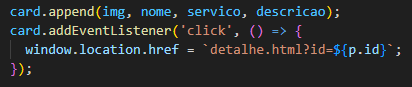 card.append(img, nome, servico, descricao);
card.addEventListener('click', () => {
  window.location.href = `detalhe.html?id=${p.id}`;
});